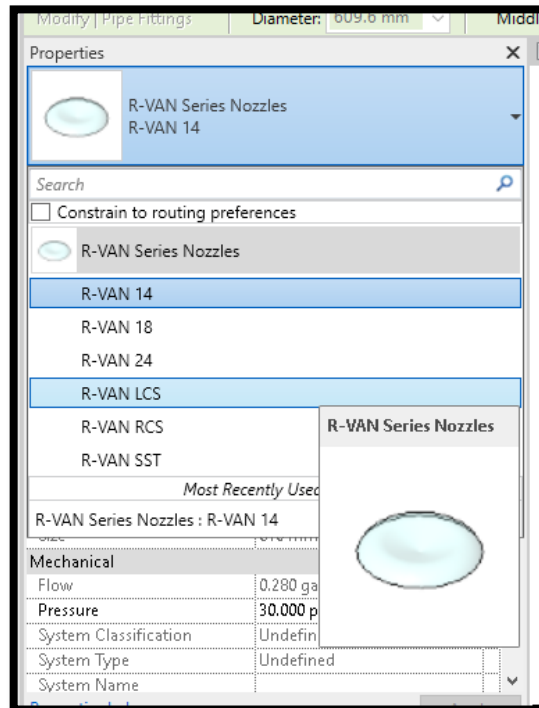 Modify | Pipe Fittings Diameter: 609.6 mm Middl
Properties
R-VAN Series Nozzles
R-VAN 14
Search
Constrain to routing preferences
R-VAN Series Nozzles
R-VAN 14
R-VAN 18
R-VAN 24
R-VAN LCS
R-VAN RCS
R-VAN SST
R-VAN Series Nozzles
Most Recently Used
R-VAN Series Nozzles : R-VAN 14
Mechanical
Flow 0.280 ga
Pressure 30.000 p
System Classification Undefin
System Type Undefined
System Name